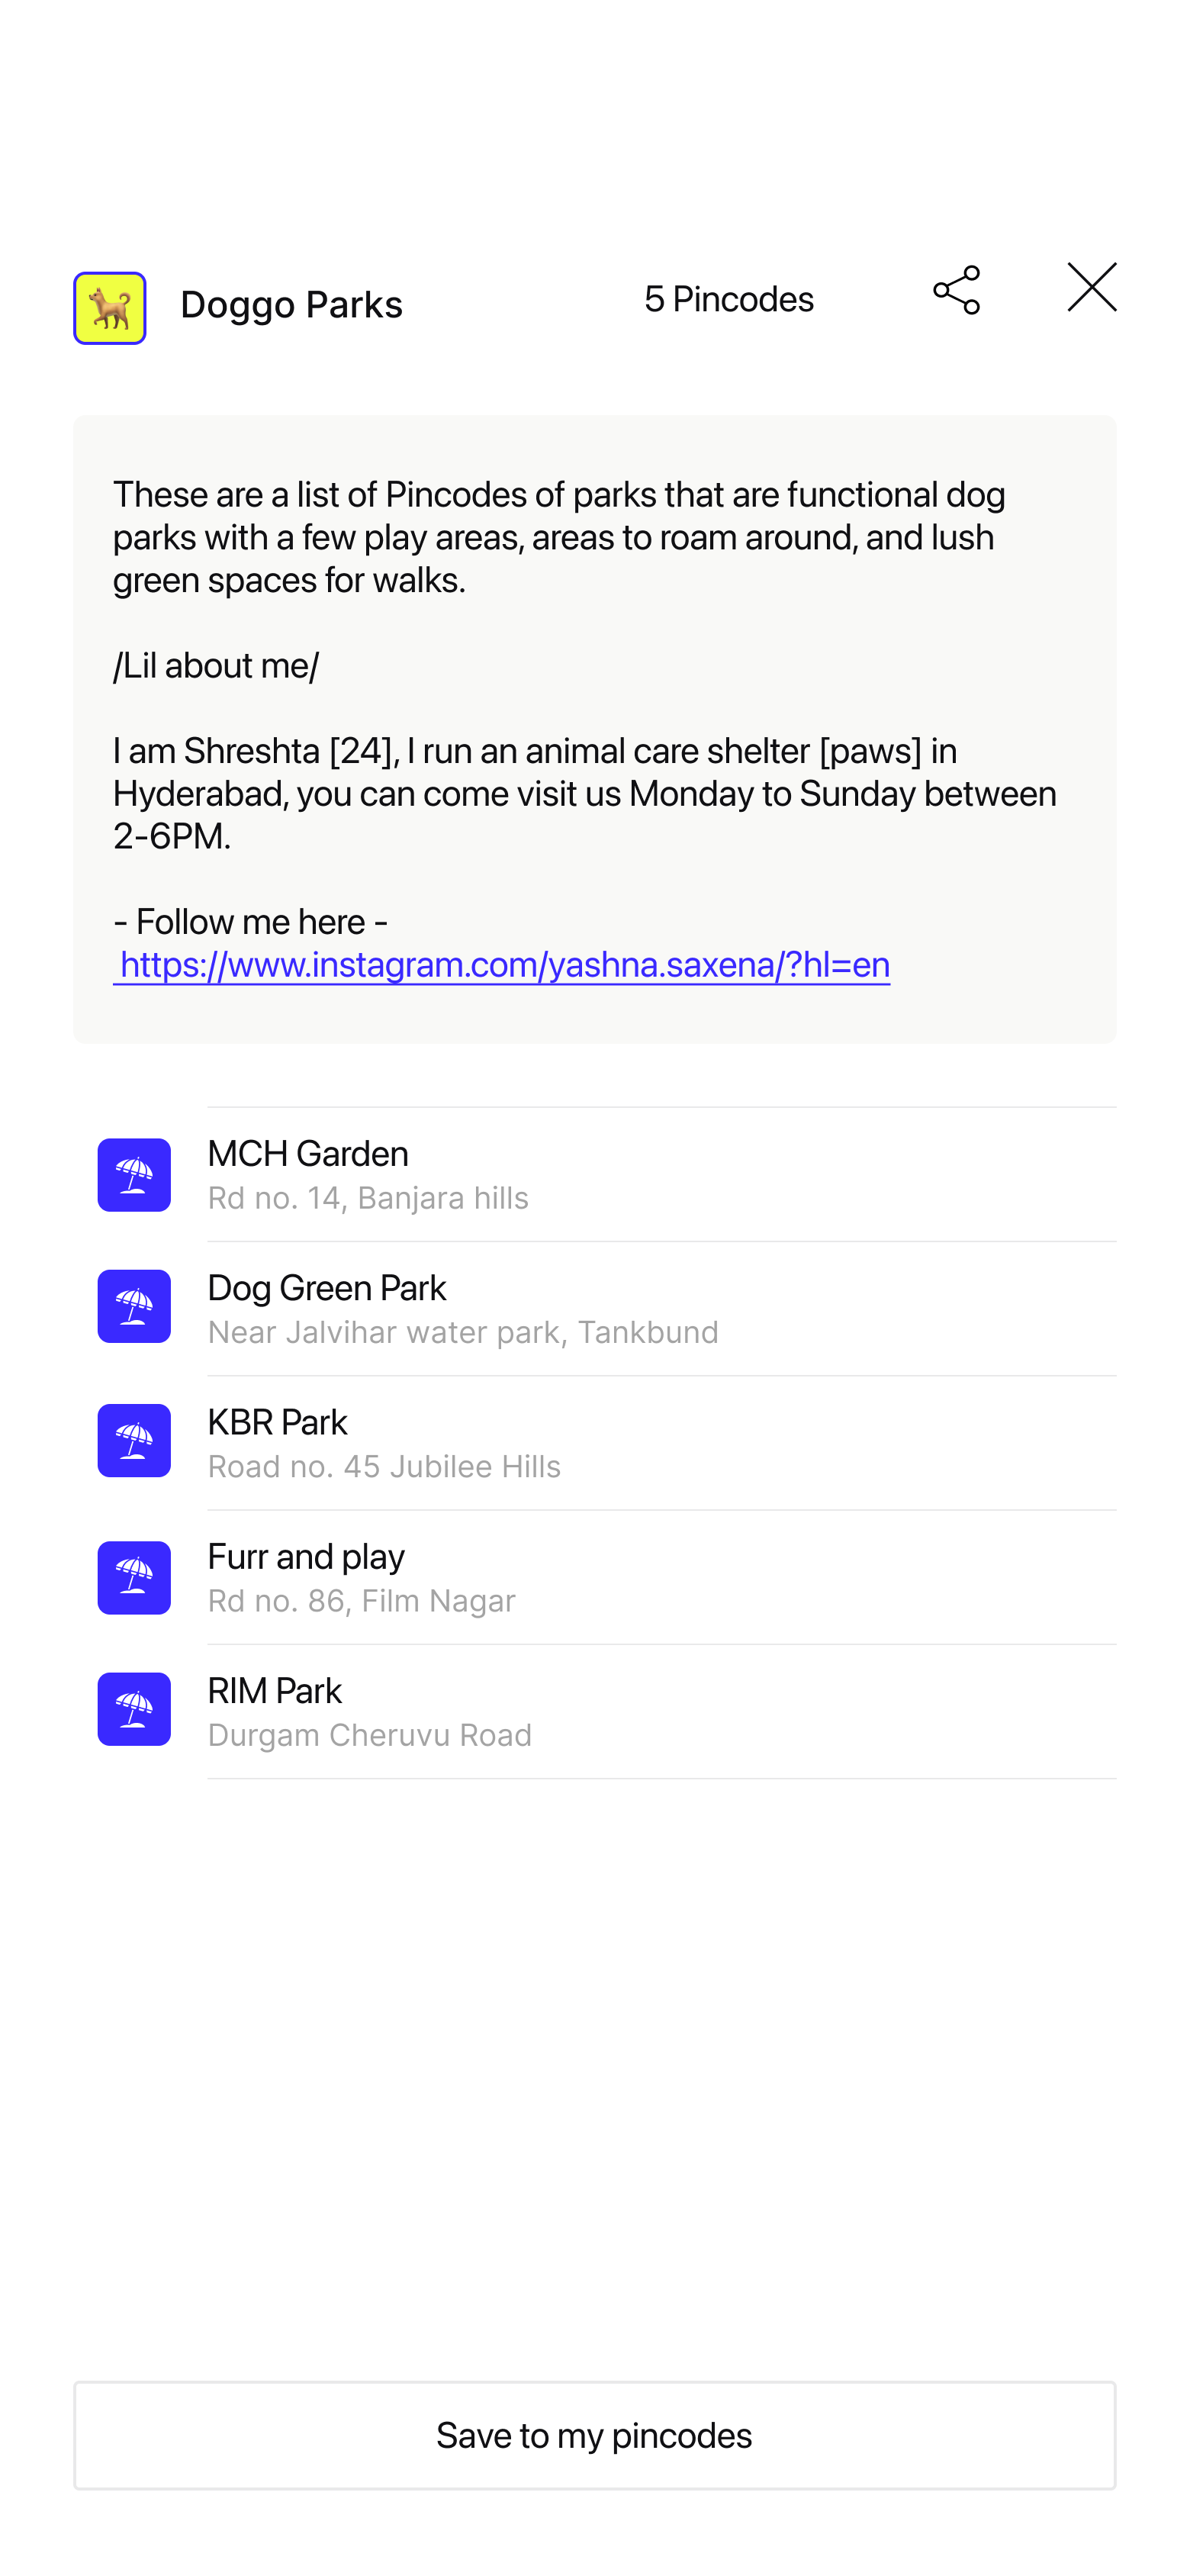 Doggo Parks
5 Pincodes
These are a list of Pincodes of parks that are functional dog
parks with a few play areas, areas to roam around, and lush
green spaces for walks.
/Lil about me/
I am Shreshta [24], I run an animal care shelter [paws] in
Hyderabad, you can come visit us Monday to Sunday between
2-6PM.
- Follow me here -
https://www.instagram.com/yashna.saxena/?hl=en
MCH Garden
Rd no. 14, Banjara hills
Dog Green Park
Near Jalvihar water park, Tankbund
KBR Park
Road no. 45 Jubilee Hills
Furr and play
Rd no. 86, Film Nagar
RIM Park
Durgam Cheruvu Road
Save to my pincodes